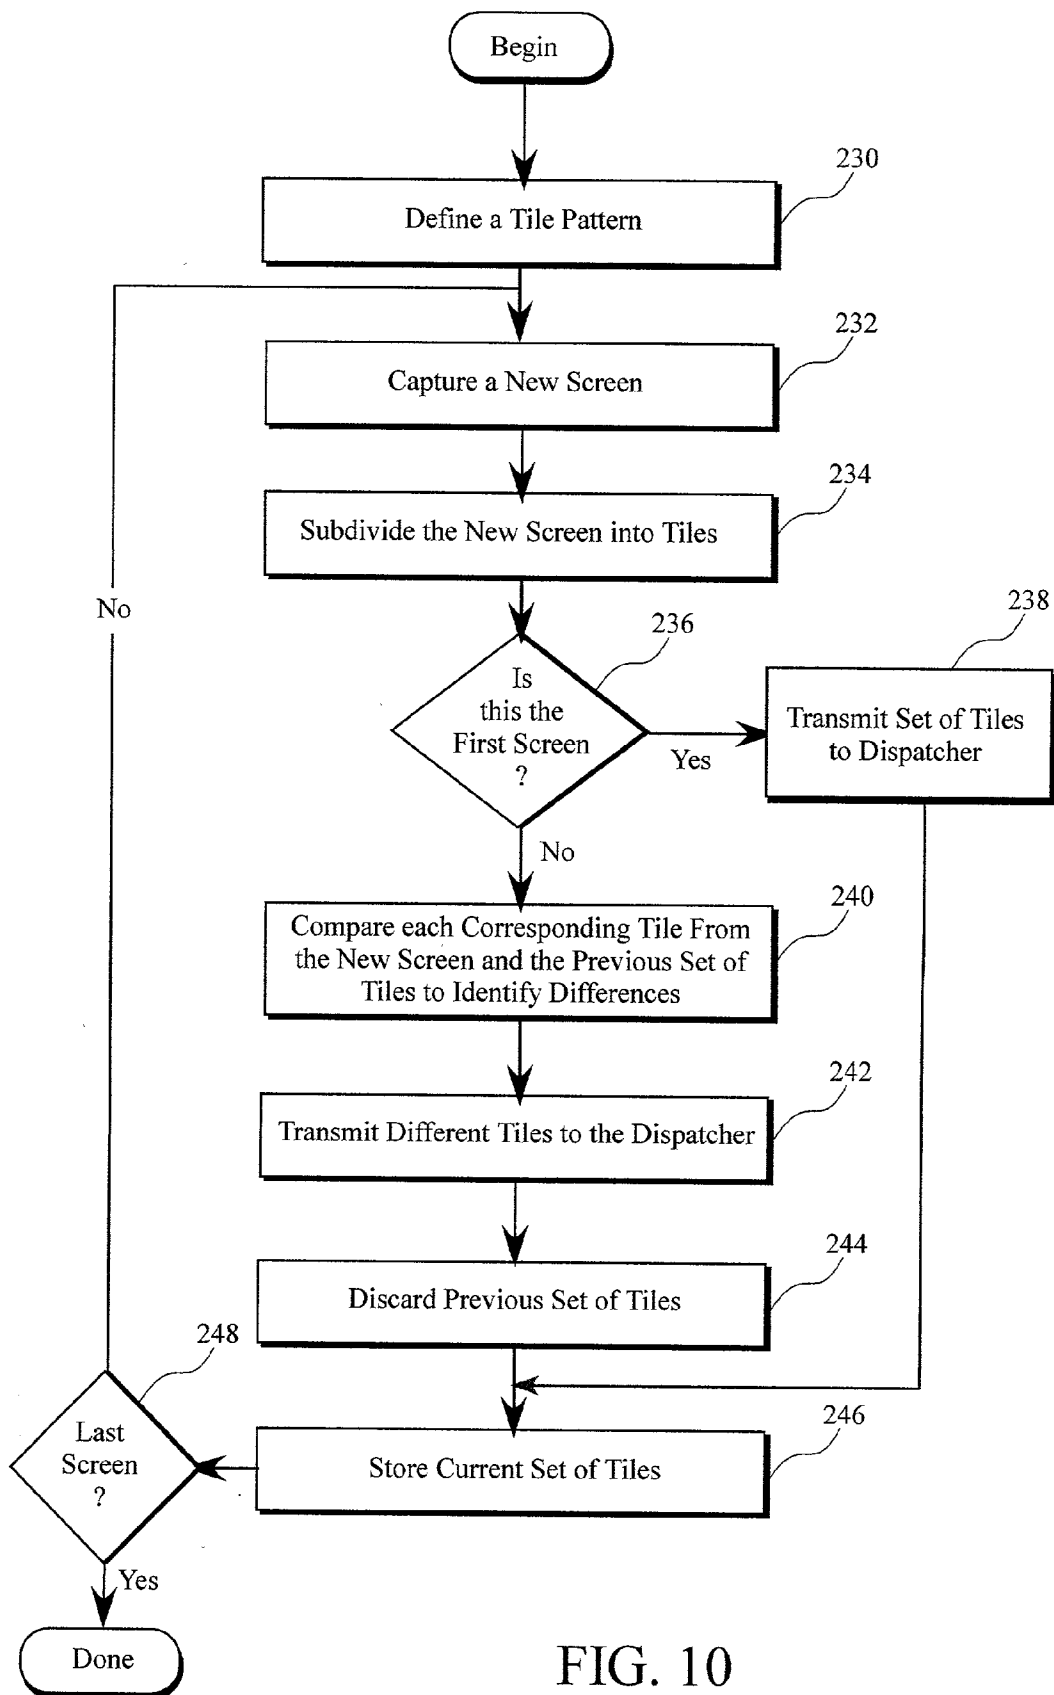 Begin
230
Define a Tile Pattern
232
Capture a New Screen
234
Subdivide the New Screen into Tiles
No
236
238
Is
this the
First Screen
?
Yes
Transmit Set of Tiles
to Dispatcher
No
240
Compare each Corresponding Tile From
the New Screen and the Previous Set of
Tiles to Identify Differences
242
Transmit Different Tiles to the Dispatcher
244
Discard Previous Set of Tiles
248
246
Last
Screen
?
Store Current Set of Tiles
Yes
Done
FIG. 10